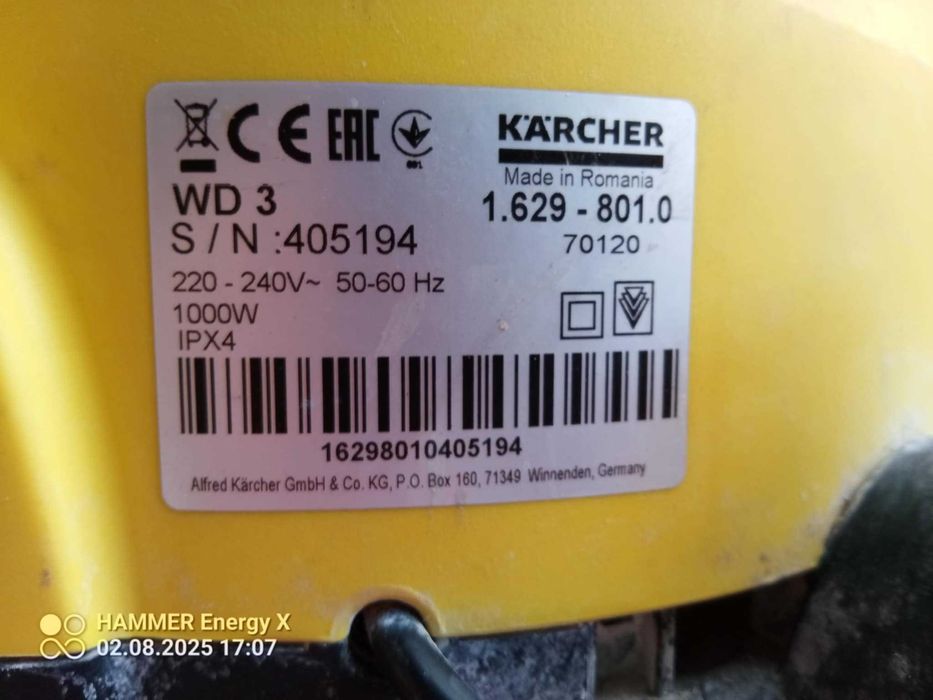 CE EAC
001
KÄRCHER
Made in Romania
WD 3
1.629 - 801.0
S / N :405194
70120
220 - 240V~ 50-60 Hz
1000W
IPX4
16298010405194
Alfred Kärcher GmbH & Co. KG, P.O. Box 160, 71349 Winnenden, Germany
HAMMER Energy X
02.08.2025 17:07